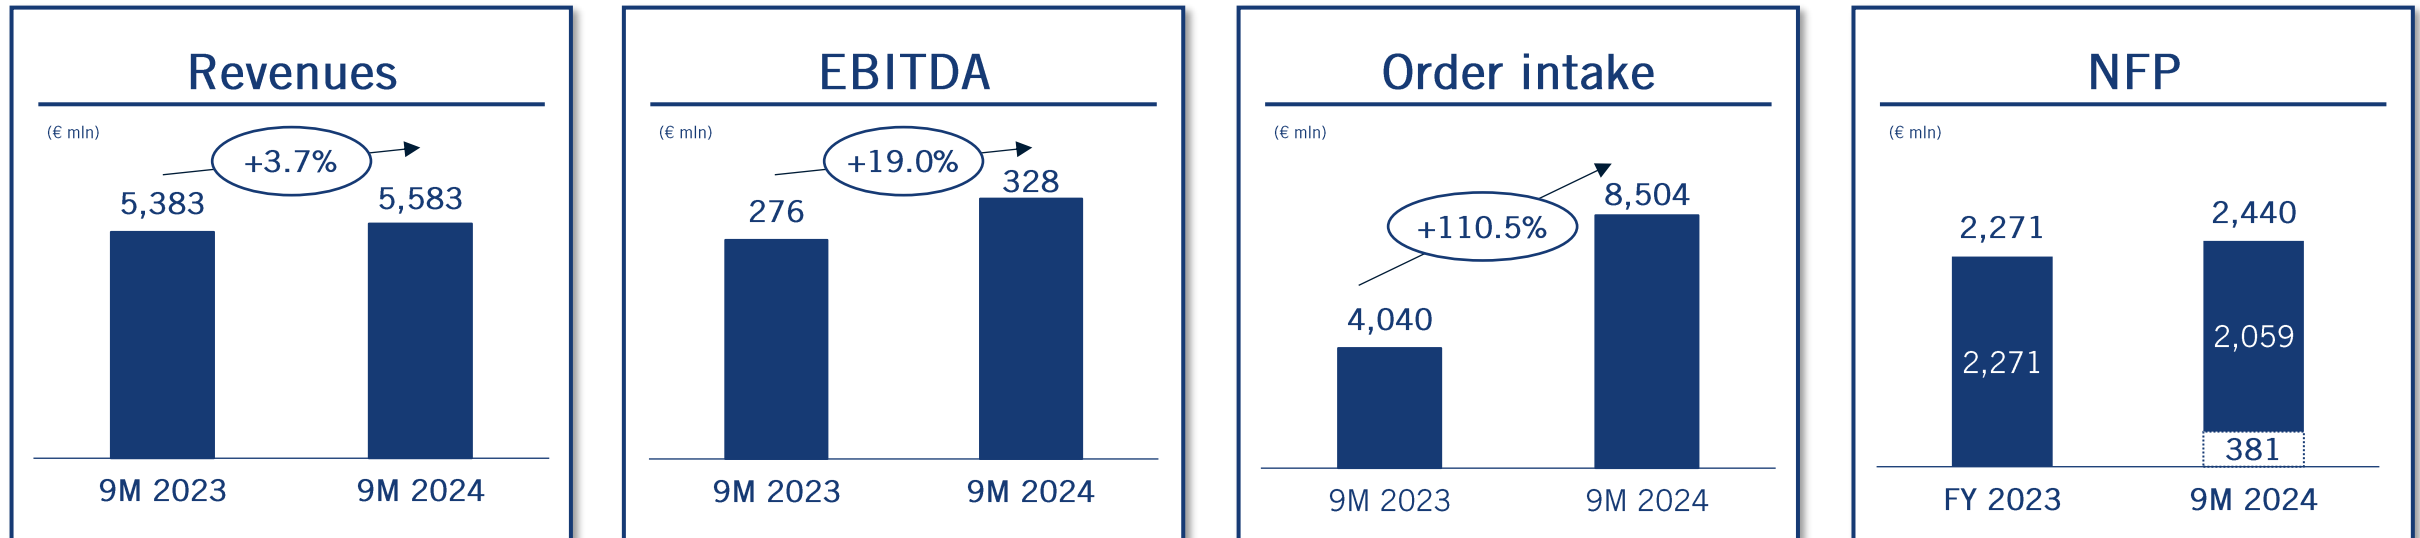 Revenues
(€ mln)
+3.7%
5,383
5,583
9M 2023
9M 2024
EBITDA
(€ mln)
+19.0%
276
328
9M 2023
9M 2024
Order intake
(€ mln)
+110.5%
4,040
8,504
9M 2023
9M 2024
NFP
(€ mln)
2,271
2,440
2,271
2,059
381
FY 2023
9M 2024